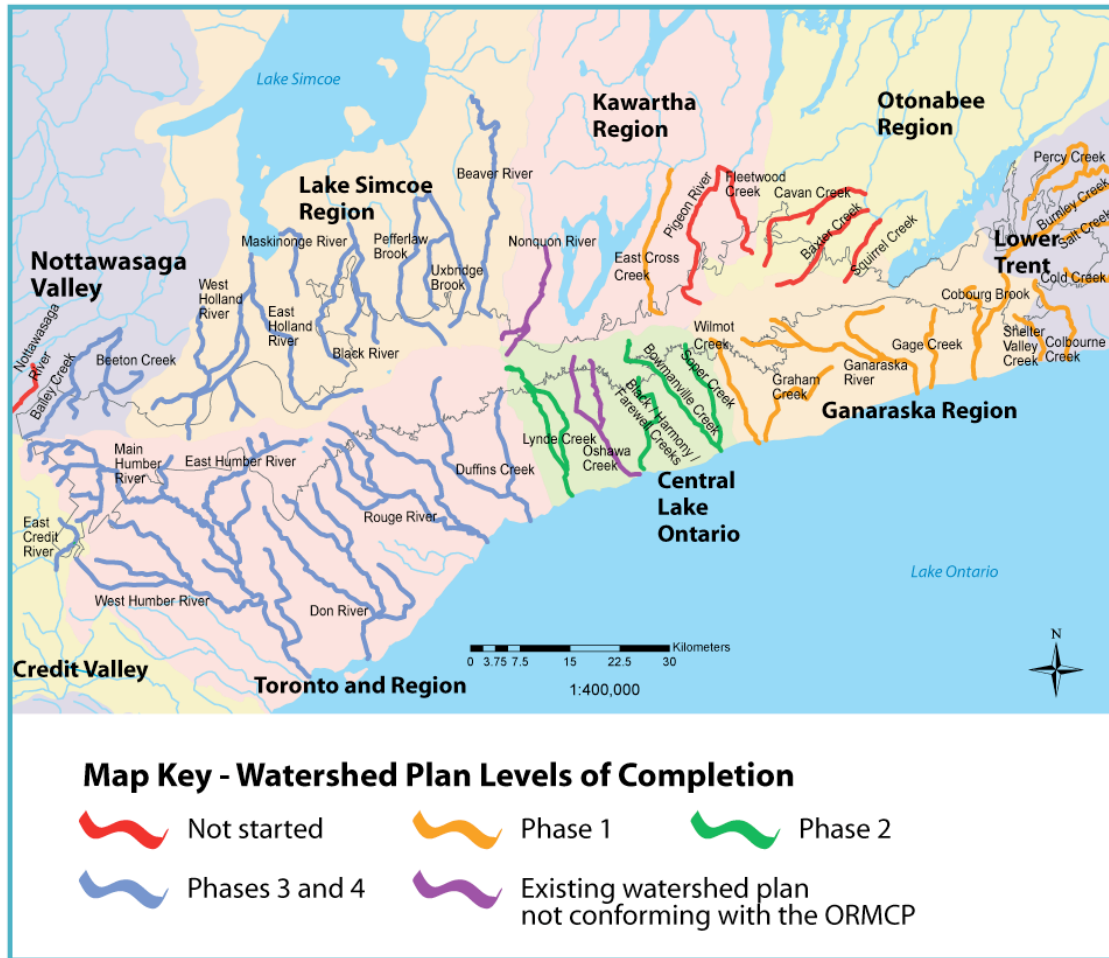 Lake Simcoe
Kawartha
Region
Otonabee
Region
Percy Creek
Beaver River
Lake Simcoe
Region
Fleetwood
Creek
Cavan Creek
Pigeon River
Burnley Creek
Salt Creek
Maskinonge River
Pefferlaw
Brook
Nonquon River
Baxter Creek
Squirrel Creek
Lower
Trent
Nottawasaga
Valley
East Cross
Creek
Uxbridge
Brook
Cold Creek
West
Holland
River
Cobourg Brook
Nottawasaga
River
East
Holland
River
Wilmot
Creek
Shelter
Valley
Creek
Colbourne
Creek
Bailey Creek
Beeton Creek
Black River
Gage Creek
Bowmanville Creek
Soper Creek
Ganaraska
River
Graham
Creek
Black / Harmony /
Farewell Creeks
Ganaraska Region
Main
Humber
River
East Humber River
Lynde Creek
Oshawa
Creek
Duffins Creek
Central
Lake
Ontario
Rouge River
East
Credit
River
Lake Ontario
West Humber River
Don River
Credit Valley
Toronto and Region
Kilometers
0 3.75 7.5 15 22.5 30
1:400,000
N
Map Key - Watershed Plan Levels of Completion
Not started
Phase 1
Phase 2
Phases 3 and 4
Existing watershed plan
not conforming with the ORMCP